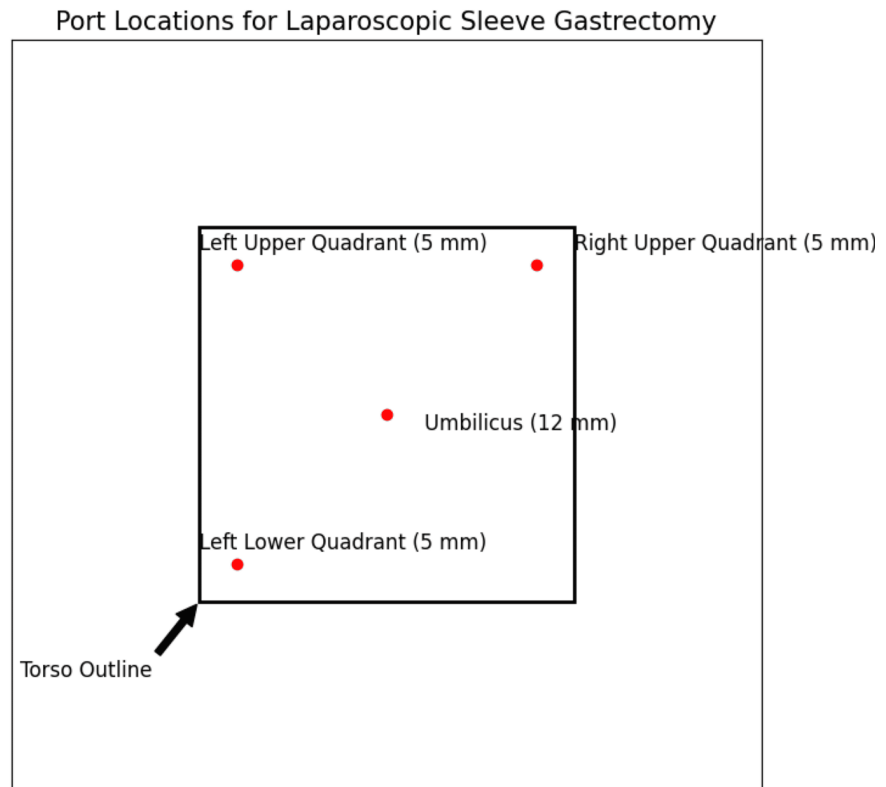 Port Locations for Laparoscopic Sleeve Gastrectomy
Left Upper Quadrant (5 mm)
Right Upper Quadrant (5 mm)
Umbilicus (12 mm)
Left Lower Quadrant (5 mm)
Torso Outline